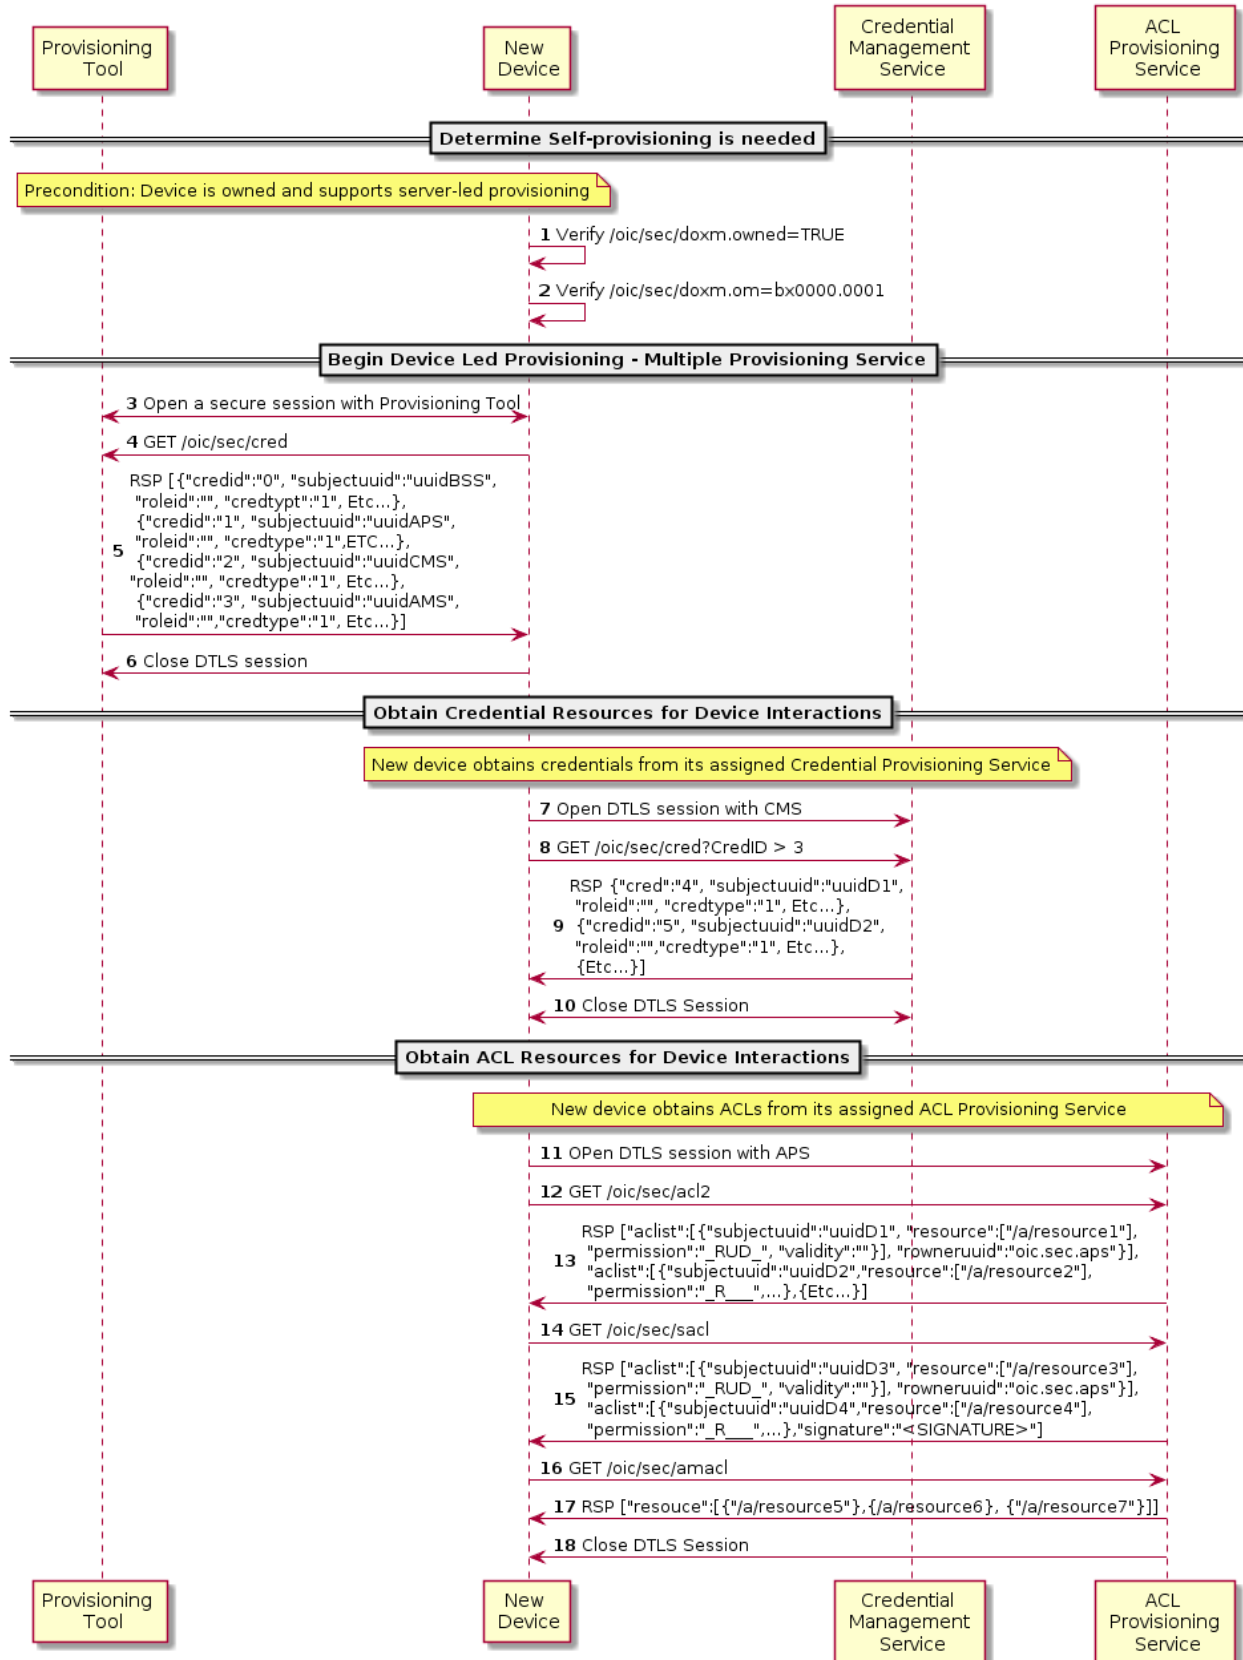 Provisioning
Tool
New
Device
Credential
Management
Service
ACL
Provisioning
Service
Determine Self-provisioning is needed
Precondition: Device is owned and supports server-led provisioning
1 Verify /oic/sec/doxm.owned=TRUE
2 Verify /oic/sec/doxm.om=bx0000.0001
Begin Device Led Provisioning - Multiple Provisioning Service
3 Open a secure session with Provisioning Tool
4 GET /oic/sec/cred
RSP [{"credid":"0", "subjectuuid":"uuidBSS",
"roleid":"", "credtypt":"1", Etc...},
{"credid":"1", "subjectuuid":"uuidAPS",
"roleid":"", "credtype":"1",ETC...},
5
{"credid":"2", "subjectuuid":"uuidCMS",
"roleid":"", "credtype":"1", Etc...},
{"credid":"3", "subjectuuid":"uuidAMS",
"roleid":"","credtype":"1", Etc...}]
6 Close DTLS session
Obtain Credential Resources for Device Interactions
New device obtains credentials from its assigned Credential Provisioning Service
7 Open DTLS session with CMS
8 GET /oic/sec/cred?CredID > 3
RSP {"cred":"4", "subjectuuid":"uuidD1",
"roleid":"", "credtype":"1", Etc...},
9 {"credid":"5", "subjectuuid":"uuidD2",
"roleid":"","credtype":"1", Etc...},
{Etc...}]
10 Close DTLS Session
Obtain ACL Resources for Device Interactions
New device obtains ACLs from its assigned ACL Provisioning Service
11 OPen DTLS session with APS
12 GET /oic/sec/acl2
RSP ["aclist":[{"subjectuuid":"uuidD1", "resource":["/a/resource1"],
"permission":"_RUD_", "validity":""}], "rowneruuid":"oic.sec.aps"}],
13
"aclist":[{"subjectuuid":"uuidD2","resource":["/a/resource2"],
"permission":"_R___",...},{Etc...}]
14 GET /oic/sec/sacl
RSP ["aclist":[{"subjectuuid":"uuidD3", "resource":["/a/resource3"],
"permission":"_RUD_", "validity":""}], "rowneruuid":"oic.sec.aps"}],
15
"aclist":[{"subjectuuid":"uuidD4","resource":["/a/resource4"],
"permission":"_R___",...},"signature":"<SIGNATURE>"]
16 GET /oic/sec/amacl
17 RSP ["resouce":[{"/a/resource5"},{/a/resource6}, {"/a/resource7"}]]
18 Close DTLS Session
Provisioning
Tool
New
Device
Credential
Management
Service
ACL
Provisioning
Service